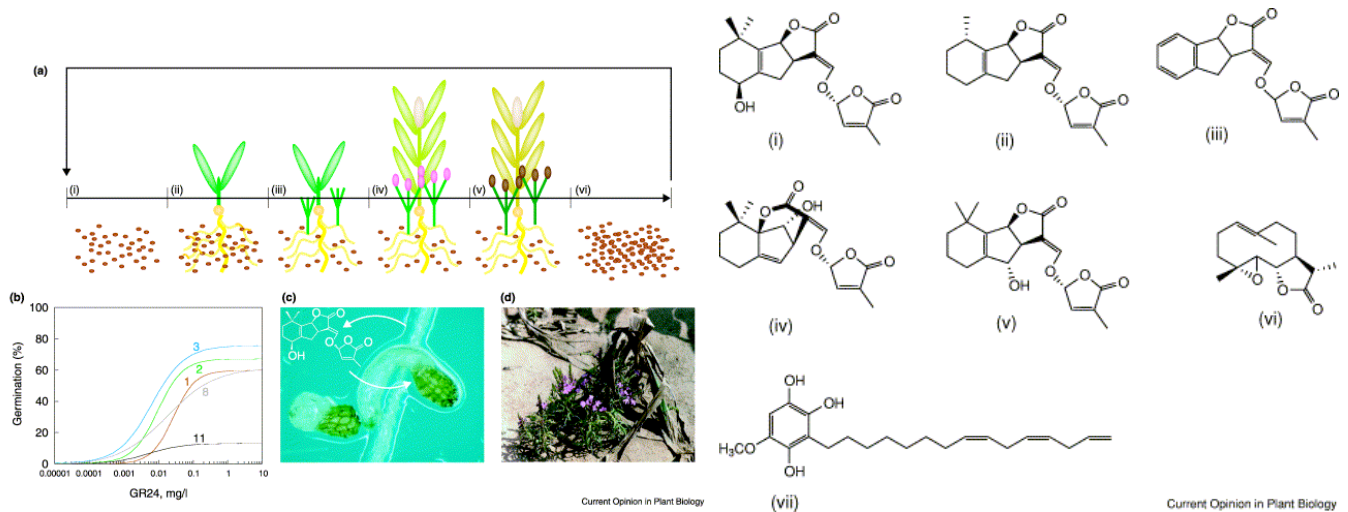 (a)
(i)
(ii)
(iii)
(iv)
(v)
(vi)
(b)
100
80
60
40
20
0
Germination (%)
3
2
1
8
11
0.00001
0.0001
0.001
0.01
0.1
1
10
GR24, mg/l
(c)
O
O
O
O
O
OH
(d)
Current Opinion in Plant Biology
O
O
O
O
O
OH
(i)
O
O
O
O
O
(ii)
O
O
O
O
O
(iii)
O
O
OH
O
O
O
(iv)
O
O
O
O
O
OH
(v)
O
O
O
(vi)
OH
OH
H3CO
OH
(vii)
Current Opinion in Plant Biology